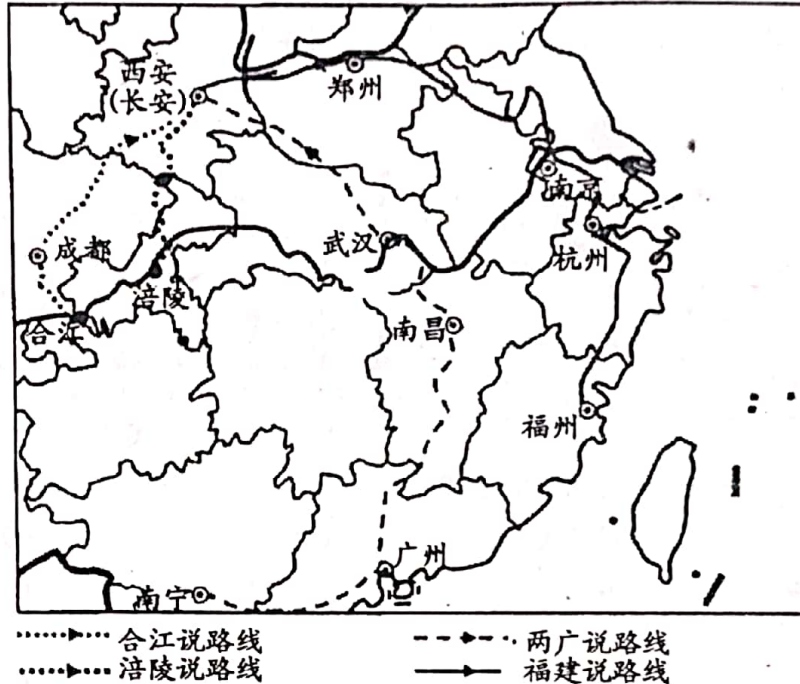 西安
(长安)
郑州
南京
成都
武汉
杭州
涪陵
合江
南昌
福州
广州
南宁
合江说路线
两广说路线
涪陵说路线
福建说路线